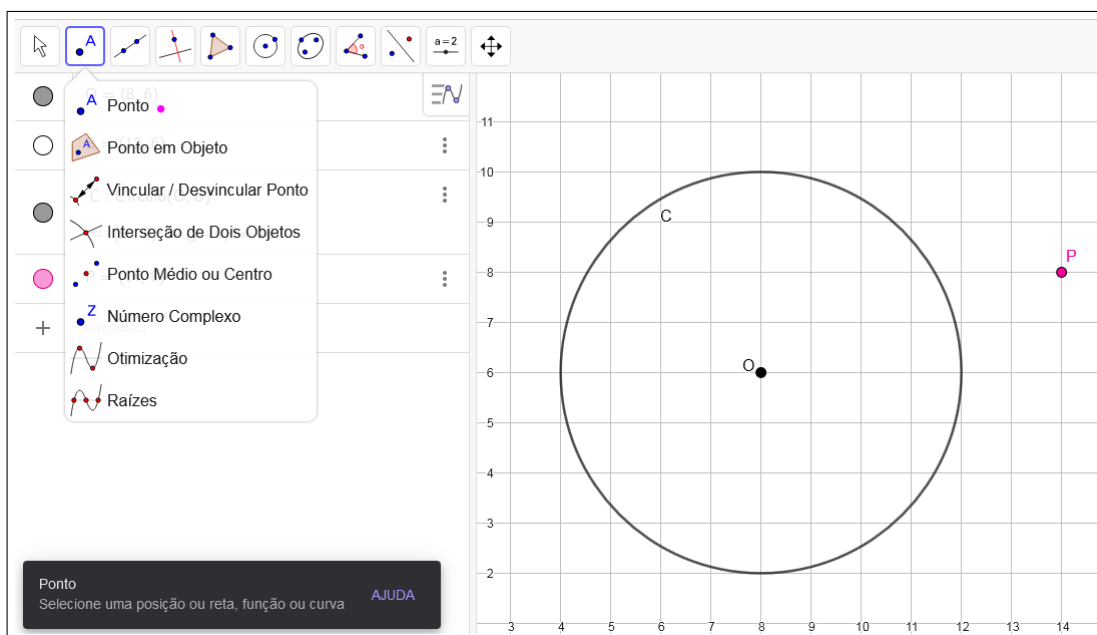 A
a=2
α
O = (8, 6)
A Ponto
A Ponto em Objeto
Vincular / Desvincular Ponto
Interseção de Dois Objetos
Ponto Médio ou Centro
Z Número Complexo
Otimização
Raízes
Ponto
Selecione uma posição ou reta, função ou curva
AJUDA
11
10
9
8
7
6
5
4
3
2
C
P
O
3 4 5 6 7 8 9 10 11 12 13 14